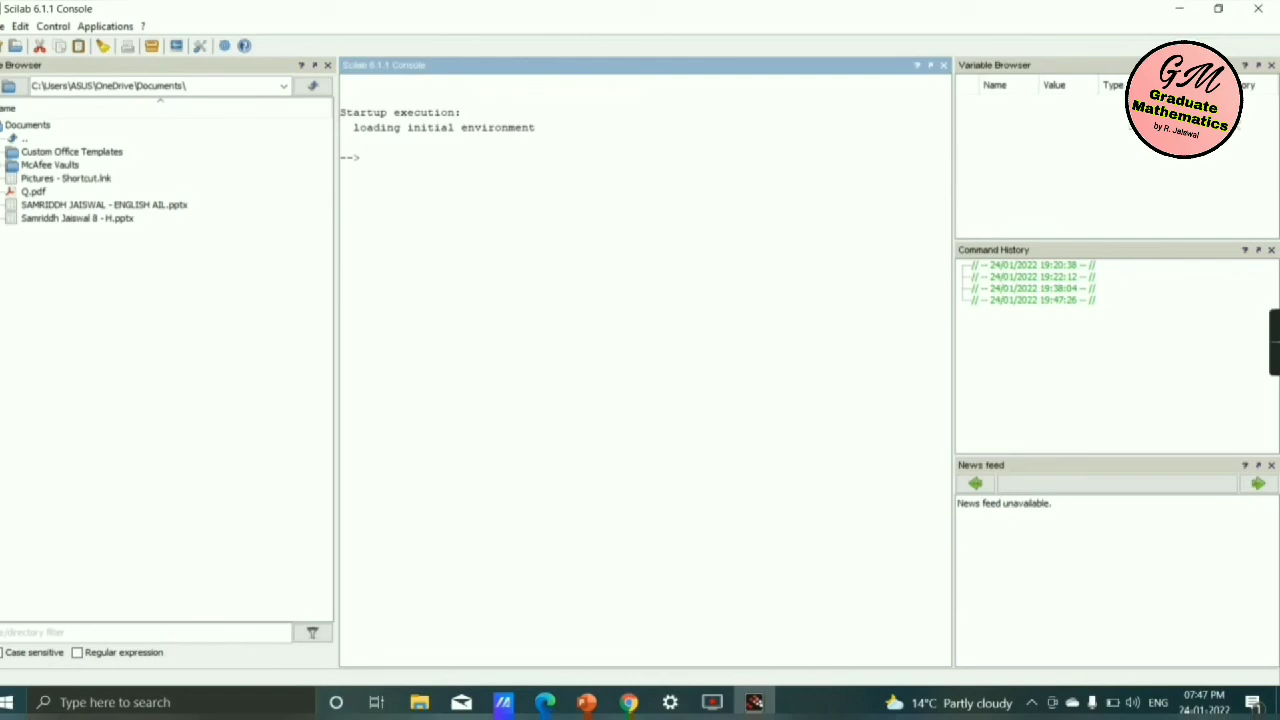 Scilab 6.1.1 Console
Edit Control Applications ?
Browser
C:\Users\ASUS\OneDrive\Documents\
Documents
..
Custom Office Templates
McAfee Vaults
Pictures - Shortcut.lnk
Q.pdf
SAMRIDDH JAISWAL - ENGLISH AIL.pptx
Samriddh Jaiswal 8 - H.pptx
Case sensitive
Regular expression
Scilab 6.1.1 Console
Startup execution:
loading initial environment
-->
Variable Browser
Name Value Type
GM
Graduate
Mathematics
by R. Jaiswal
Command History
// -- 24/01/2022 19:20:38 -- //
// -- 24/01/2022 19:22:12 -- //
// -- 24/01/2022 19:38:04 -- //
// -- 24/01/2022 19:47:26 -- //
News feed
News feed unavailable.
Type here to search
14°C Partly cloudy
ENG
07:47 PM
24-01-2022